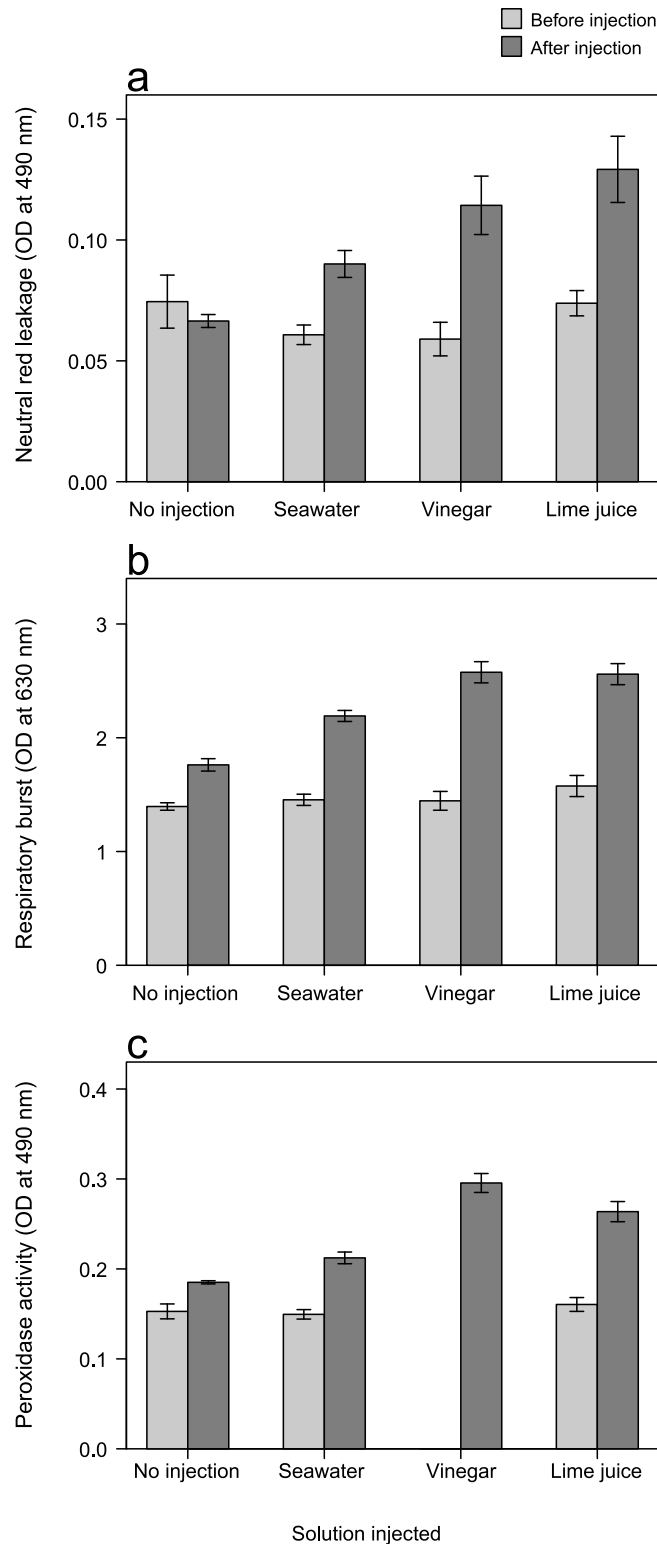 Before injection
After injection
a
Neutral red leakage (OD at 490 nm)
0.15
0.10
0.05
0.00
No injection Seawater Vinegar Lime juice
b
Respiratory burst (OD at 630 nm)
3
2
1
0
No injection Seawater Vinegar Lime juice
c
Peroxidase activity (OD at 490 nm)
0.4
0.3
0.2
0.1
0.0
No injection Seawater Vinegar Lime juice
Solution injected